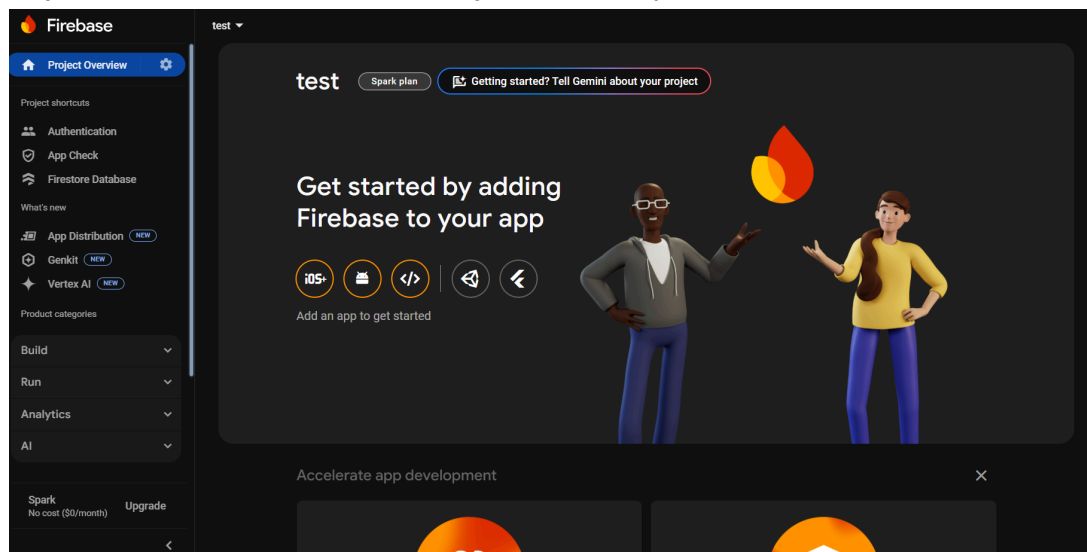 Firebase
Project Overview
Project shortcuts
Authentication
App Check
Firestore Database
What's new
App Distribution NEW
Genkit NEW
Vertex AI NEW
Product categories
Build
Run
Analytics
AI
Spark
No cost ($0/month)
Upgrade
test
test
Spark plan
Getting started? Tell Gemini about your project
Get started by adding
Firebase to your app
iOS+
</>
Add an app to get started
Accelerate app development